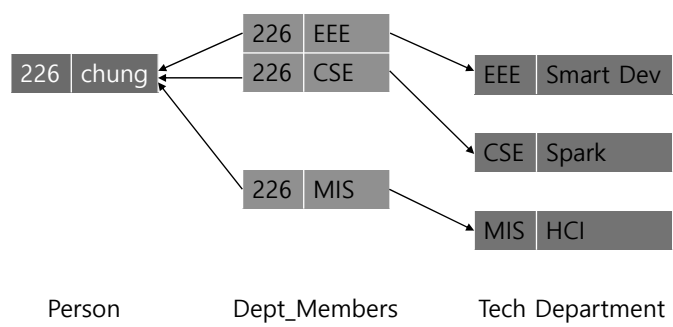 226 EEE
226 chung
226 CSE
EEE Smart Dev
CSE Spark
226 MIS
MIS HCI
Person Dept_Members Tech Department